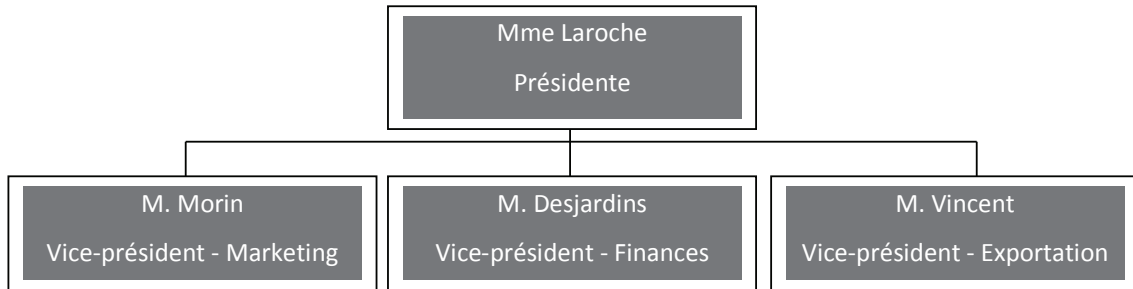 Mme Laroche
Présidente
M. Morin
Vice-président - Marketing
M. Desjardins
Vice-président - Finances
M. Vincent
Vice-président - Exportation